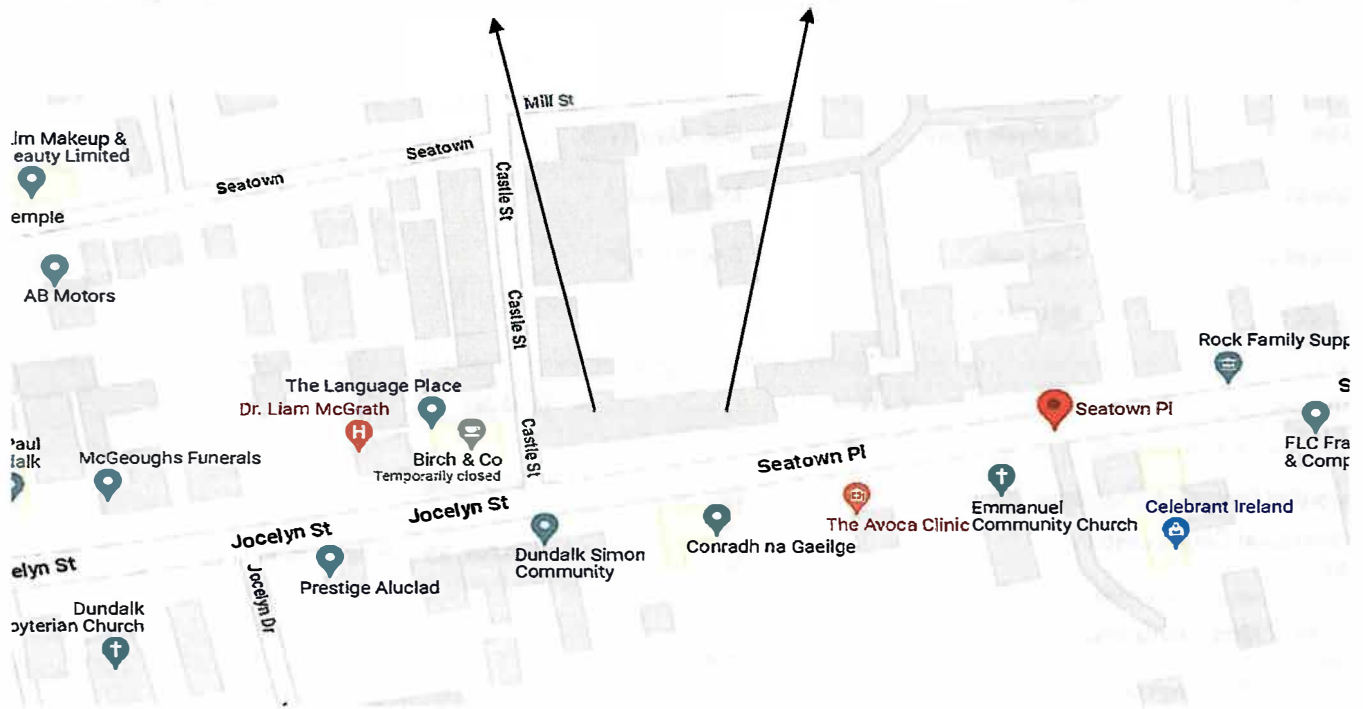 Mill St
Im Makeup &
eauty Limited
Seatown
Seatown
Castle St
emple
AB Motors
Castle St
Rock Family Supp
S
The Language Place
Dr. Liam McGrath
H
Seatown Pl
Paul
alk
McGeoughs Funerals
Birch & Co
Temporarily closed
Castle St
FLC Fra
& Comp
Seatown Pl
Jocelyn St
Emmanuel
Community Church
Celebrant Ireland
The Avoca Clinic
Jocelyn St
Dundalk Simon
Community
Conradh na Gaeilge
elyn St
Prestige Aluclad
Jocelyn Dr
Dundalk
byterian Church